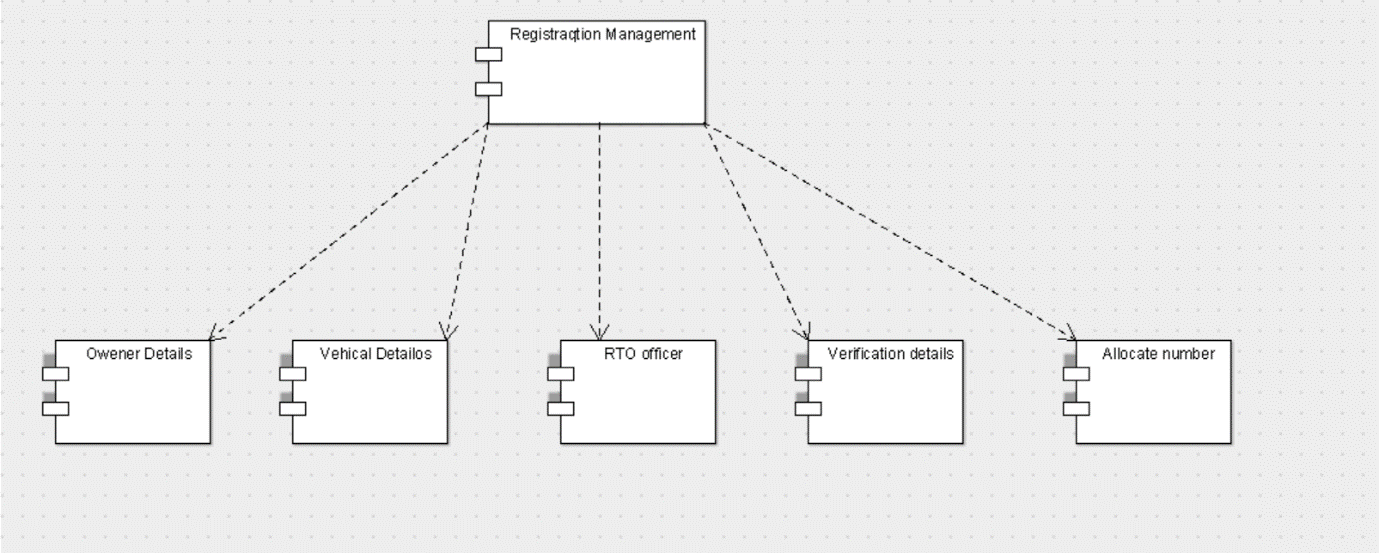 Registraqtion Management
Owener Details
Vehical Detailos
RTO officer
Verification details
Allocate number